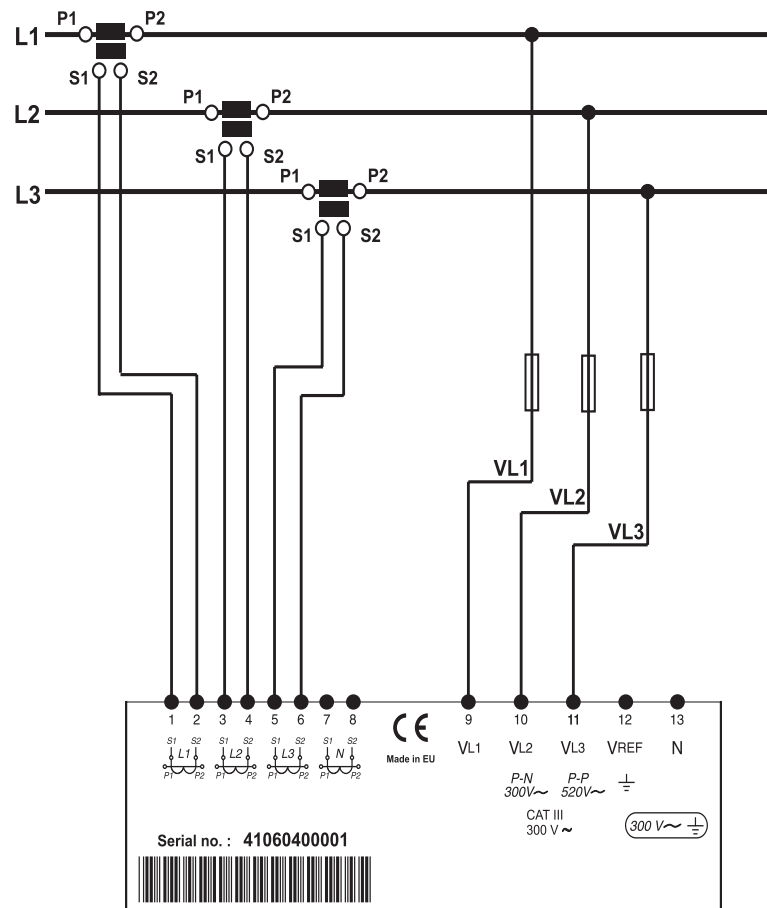 P1 P2
L1
S1 S2
P1 P2
L2
S1 S2
P1 P2
L3
S1 S2
VL1
VL2
VL3
1 2 3 4 5 6 7 8 9 10 11 12 13
S1 S2 S1 S2 S1 S2 S1 S2
L1 L2 L3 N
P1 P2 P1 P2 P1 P2 P1 P2
CE
Made in EU
VL1 VL2 VL3 VREF N
P-N P-P
300V~ 520V~
CAT III
300 V ~
300 V~
Serial no. : 41060400001